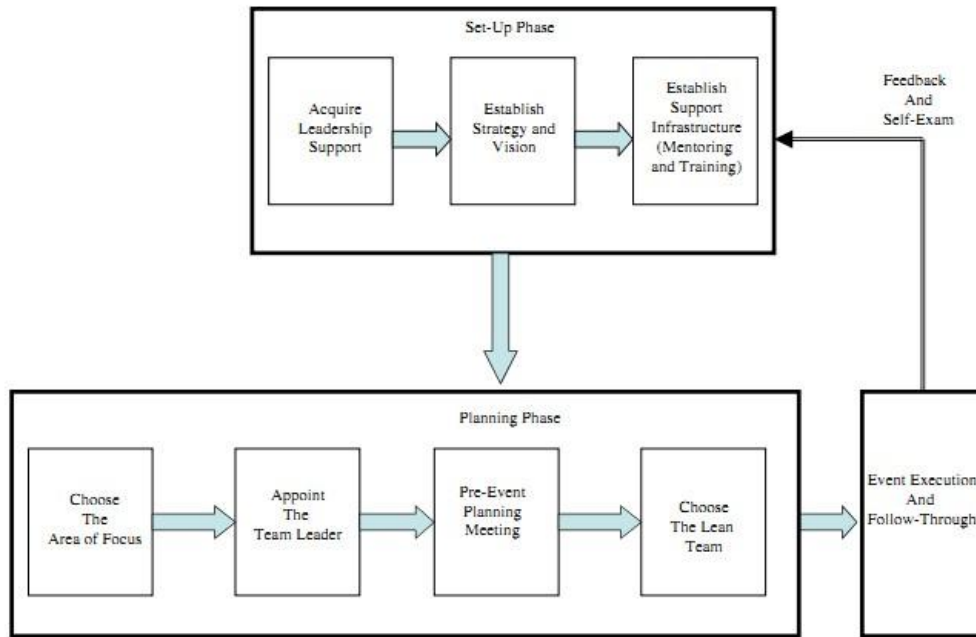 Set-Up Phase
Acquire
Leadership
Support
Establish
Strategy and
Vision
Establish
Support
Infrastructure
(Mentoring
and Training)
Feedback
And
Self-Exam
Planning Phase
Choose
The
Area of Focus
Appoint
The
Team Leader
Pre-Event
Planning
Meeting
Choose
The Lean
Team
Event Execution
And
Follow-Through